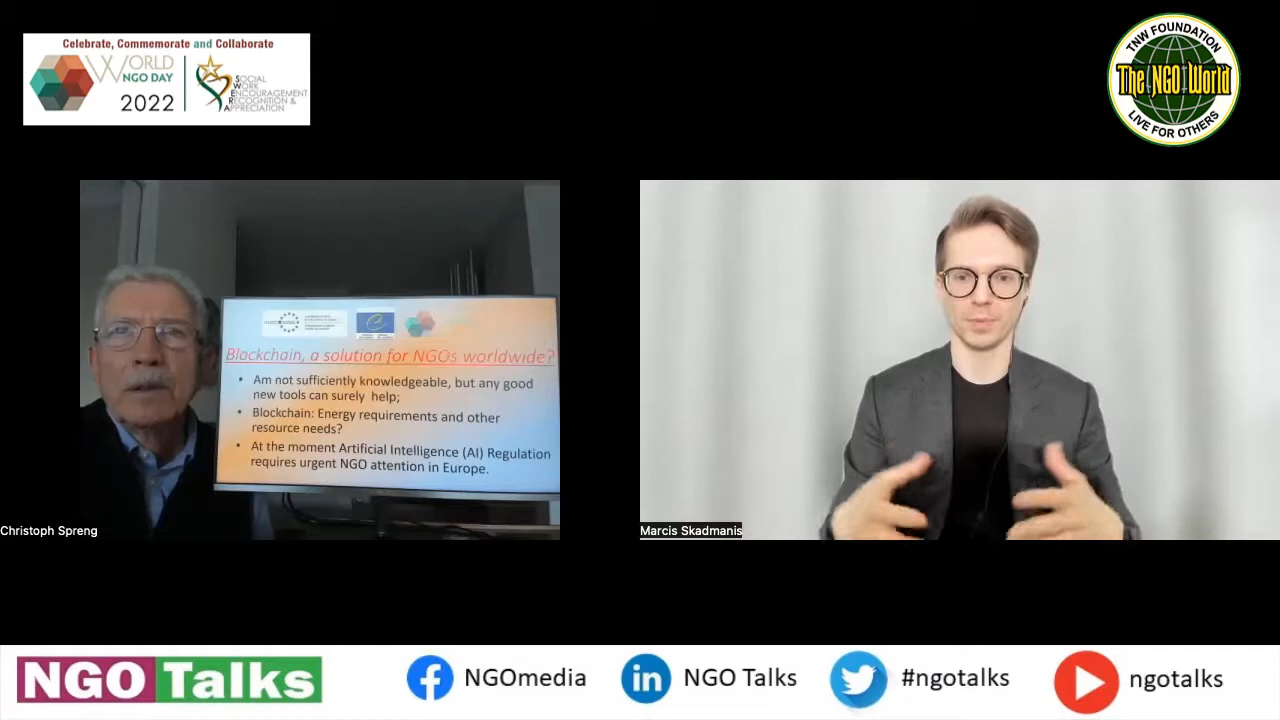 Celebrate, Commemorate and Collaborate
WORLD
NGO DAY
2022
SOCIAL
WORK
ENCOURAGEMENT
RECOGNITION &
APPRECIATION
TNW FOUNDATION
The NGO World
LIVE FOR OTHERS
Blockchain, a solution for NGOs worldwide?
• Am not sufficiently knowledgeable, but any good
new tools can surely help;
• Blockchain: Energy requirements and other
resource needs?
• At the moment Artificial Intelligence (AI) Regulation
requires urgent NGO attention in Europe.
Christoph Spreng
Marcis Skadmanis
NGO Talks
NGOmedia
NGO Talks
#ngotalks
ngotalks